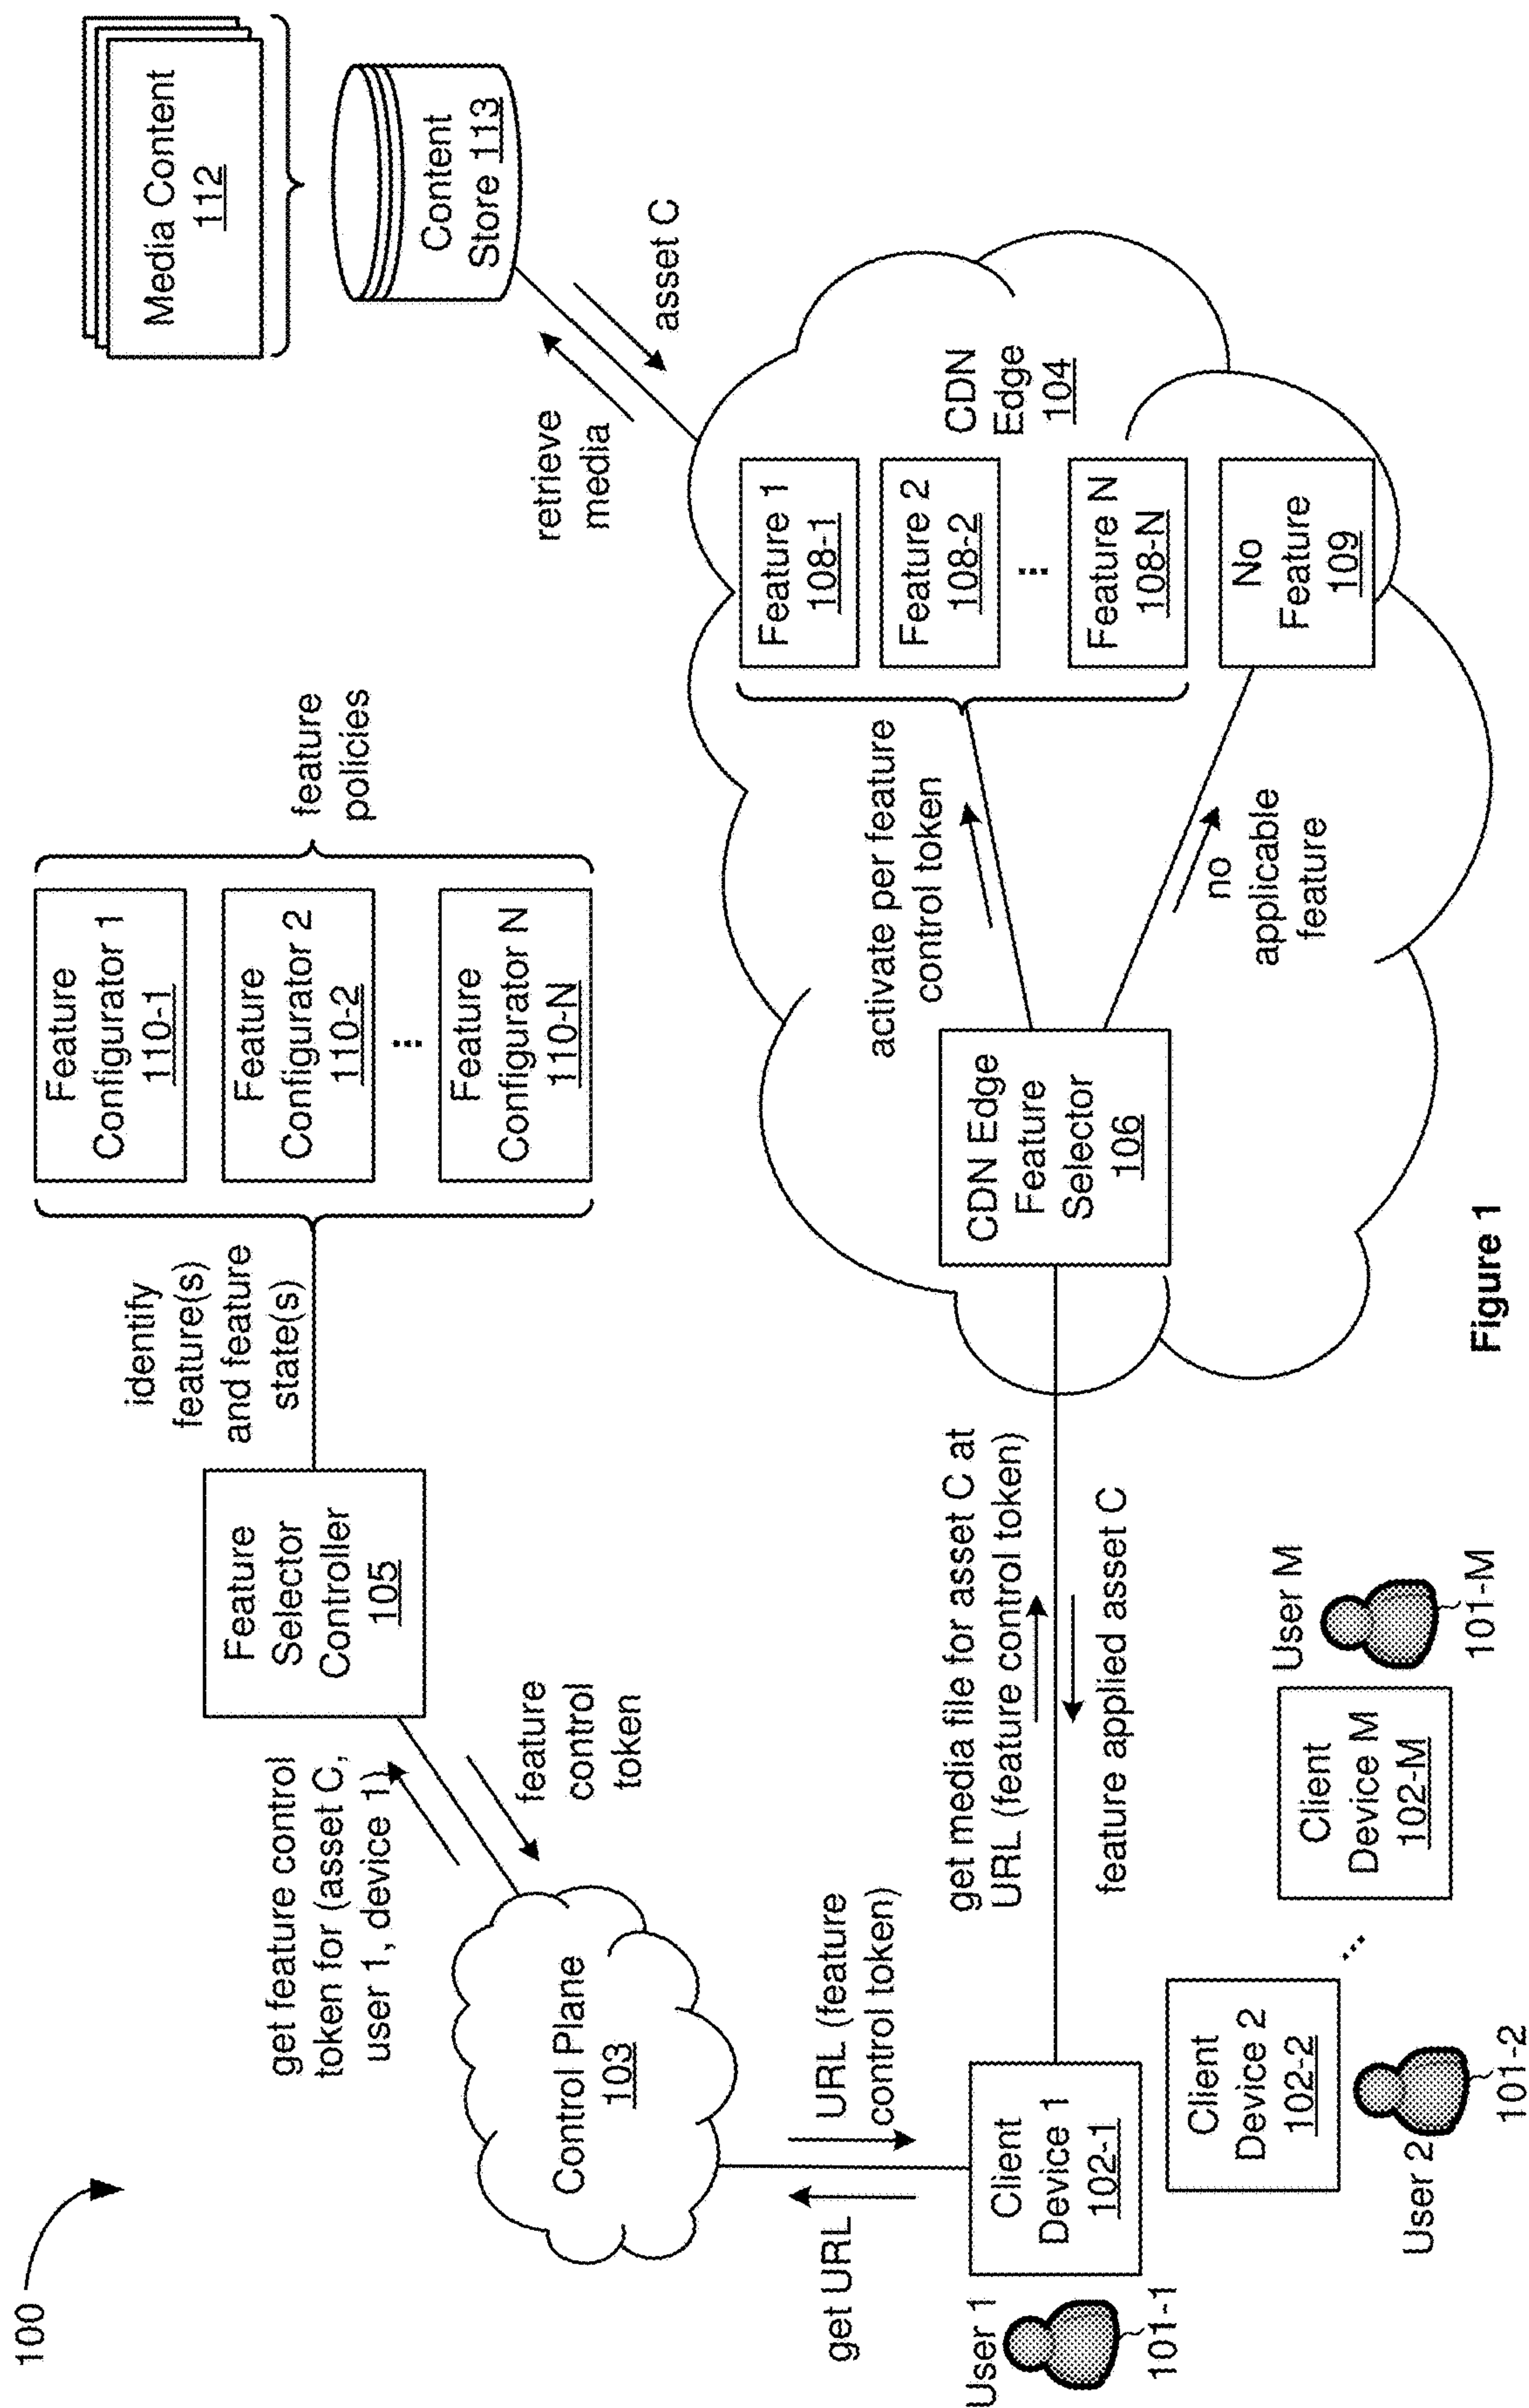 100
Feature
Configurator 1
110-1
Feature
Configurator 2
110-2
...
Feature
Configurator N
110-N
feature
policies
identify
feature(s)
and feature
state(s)
Feature
Selector
Controller
105
get feature control
token for (asset C,
user 1, device 1)
feature
control
token
Control Plane
103
get URL
URL (feature
control token)
Media Content
112
Content
Store 113
retrieve
media
asset C
CDN
Edge
104
Feature 1
108-1
Feature 2
108-2
...
Feature N
108-N
No
Feature
109
activate per feature
control token
no
applicable
feature
CDN Edge
Feature
Selector
106
get media file for asset C at
URL (feature control token)
feature applied asset C
User 1
101-1
Client
Device 1
102-1
Client
Device 2
102-2
User 2
101-2
...
Client
Device M
102-M
User M
101-M
Figure 1